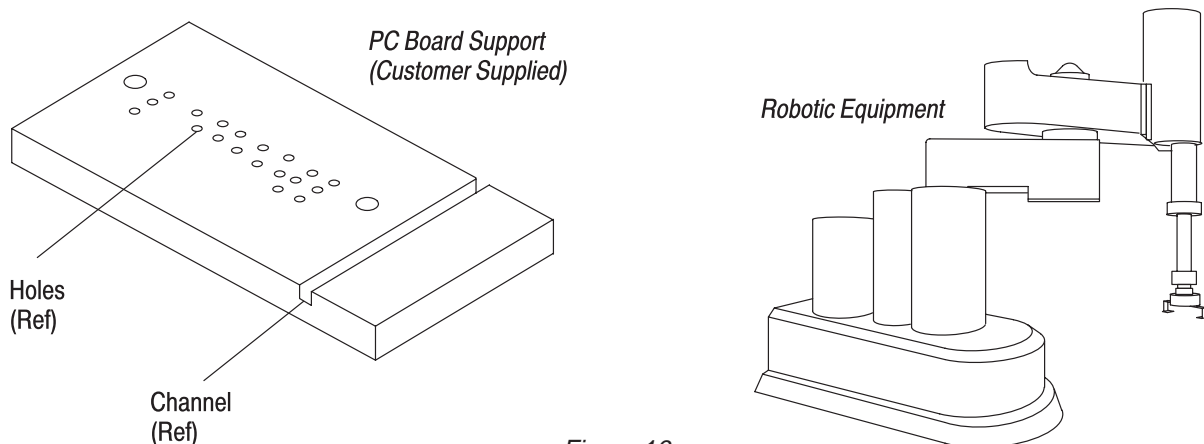 PC Board Support
(Customer Supplied)
Robotic Equipment
Holes
(Ref)
Channel
(Ref)